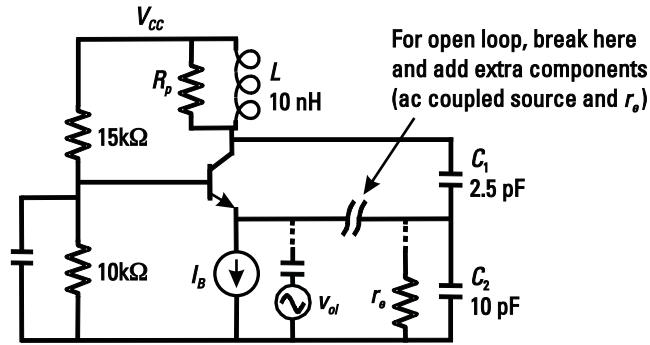 V_CC
For open loop, break here
and add extra components
(ac coupled source and r_e)
R_p
L
10 nH
15kΩ
C_1
2.5 pF
10kΩ
I_B
v_ol
r_e
C_2
10 pF